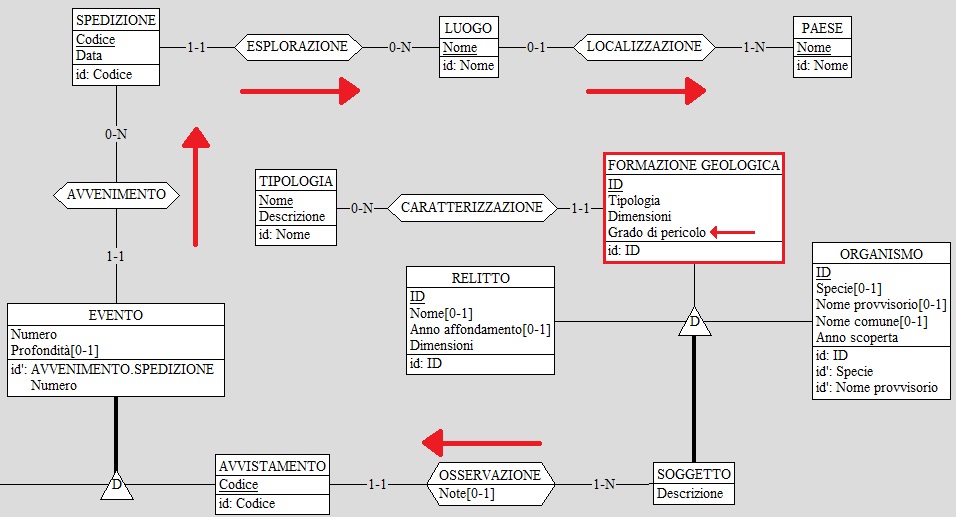 SPEDIZIONE
Codice
Data
id: Codice
1-1
ESPLORAZIONE
0-N
LUOGO
Nome
id: Nome
0-1
LOCALIZZAZIONE
1-N
PAESE
Nome
id: Nome
0-N
AVVENIMENTO
1-1
TIPOLOGIA
Nome
Descrizione
id: Nome
0-N
CARATTERIZZAZIONE
1-1
FORMAZIONE GEOLOGICA
ID
Tipologia
Dimensioni
Grado di pericolo
id: ID
RELITTO
ID
Nome[0-1]
Anno affondamento[0-1]
Dimensioni
id: ID
D
ORGANISMO
ID
Specie[0-1]
Nome provvisorio[0-1]
Nome comune[0-1]
Anno scoperta
id: ID
id': Specie
id': Nome provvisorio
EVENTO
Numero
Profondità[0-1]
id': AVVENIMENTO.SPEDIZIONE
Numero
D
AVVISTAMENTO
Codice
id: Codice
1-1
OSSERVAZIONE
Note[0-1]
1-N
SOGGETTO
Descrizione